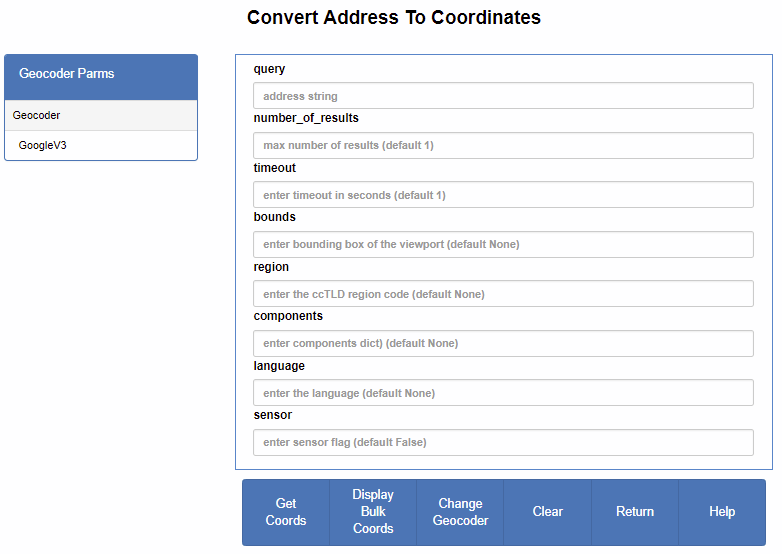 Convert Address To Coordinates
Geocoder Parms
Geocoder
GoogleV3
query
address string
number_of_results
max number of results (default 1)
timeout
enter timeout in seconds (default 1)
bounds
enter bounding box of the viewport (default None)
region
enter the ccTLD region code (default None)
components
enter components dict) (default None)
language
enter the language (default None)
sensor
enter sensor flag (default False)
Get
Coords
Display
Bulk
Coords
Change
Geocoder
Clear
Return
Help